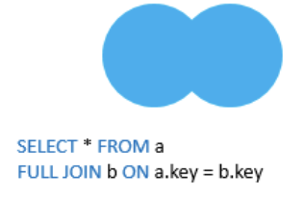 SELECT * FROM a
FULL JOIN b ON a.key = b.key